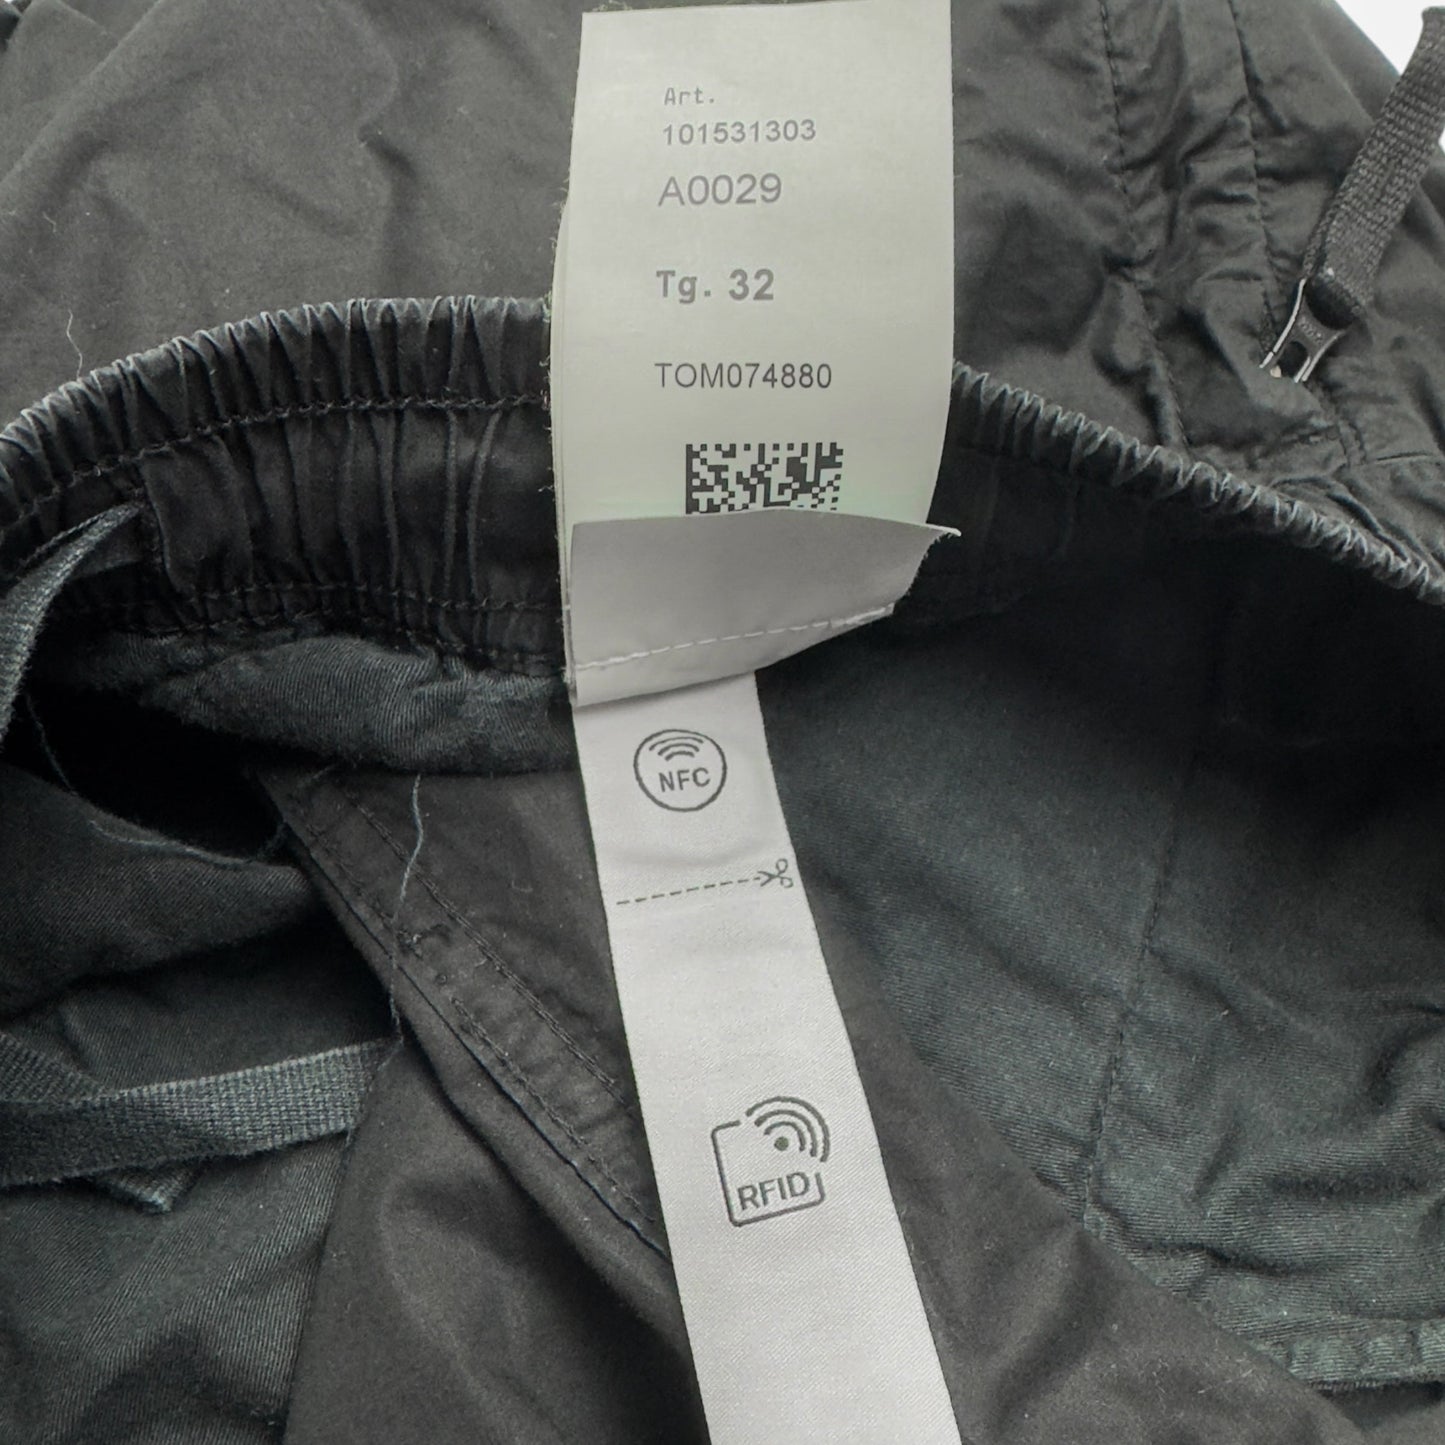 Art.
101531303
A0029
Tg. 32
TOM074880
NFC
RFID